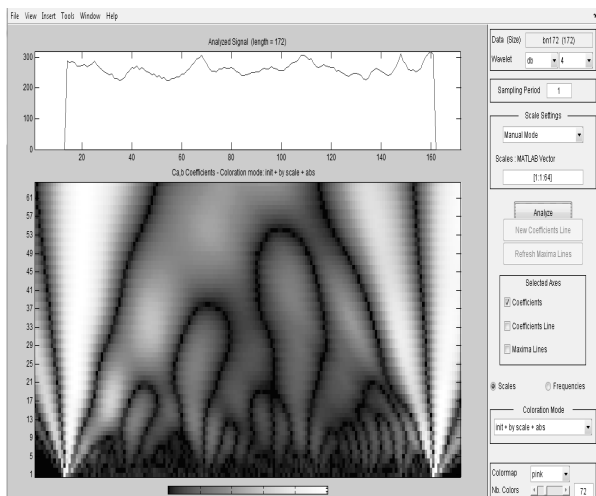 File View Insert Tools Window Help
Analyzed Signal (length = 172)
300
200
100
0
20 40 60 80 100 120 140 160
Ca,b Coefficients - Coloration mode: init + by scale + abs
61
57
53
49
45
41
37
33
29
25
21
17
13
9
5
1
Data (Size) bn172 (172)
Wavelet db 4
Sampling Period 1
Scale Settings
Manual Mode
Scales : MATLAB Vector
[1:1:64]
Analyze
New Coefficients Line
Refresh Maxima Lines
Selected Axes
Coefficients
Coefficients Line
Maxima Lines
Scales Frequencies
Coloration Mode
init + by scale + abs
Colormap pink
Nb. Colors 72